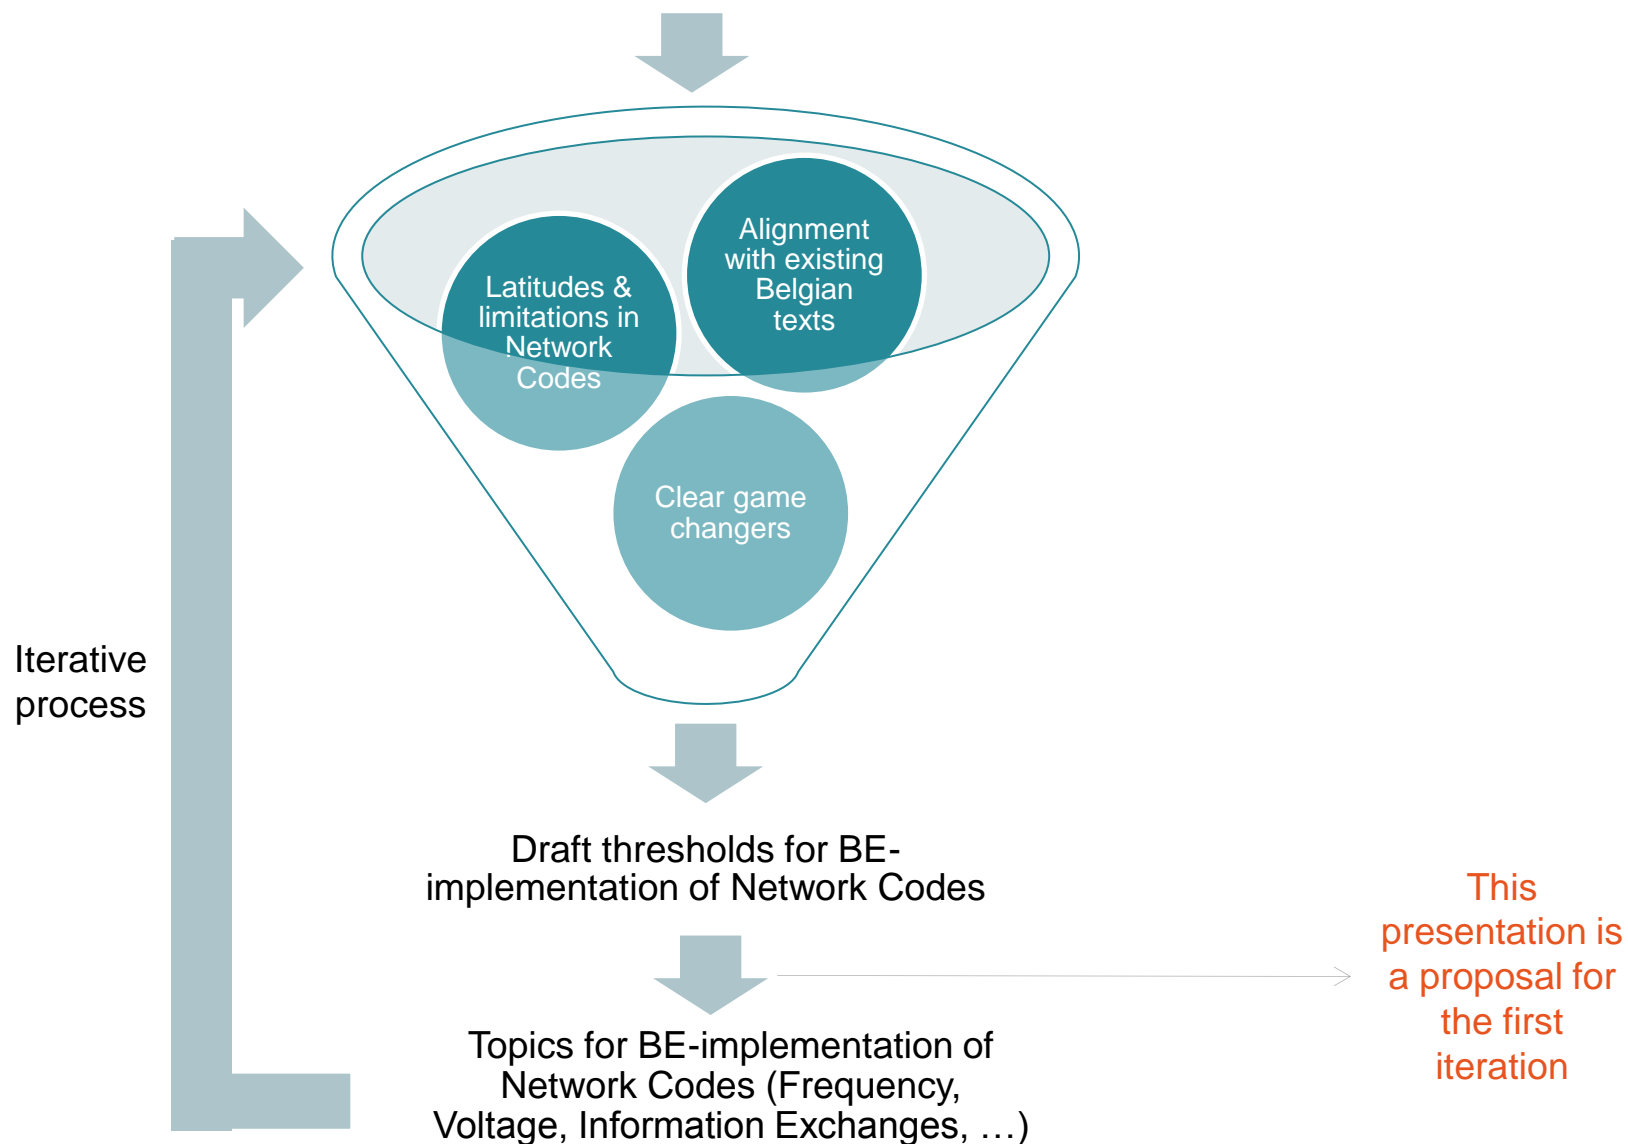 Alignment
with existing
Belgian
texts
Latitudes &
limitations in
Network
Codes
Clear game
changers
Iterative
process
Draft thresholds for BE-
implementation of Network Codes
This
presentation is
a proposal for
the first
iteration
Topics for BE-implementation of
Network Codes (Frequency,
Voltage, Information Exchanges, …)